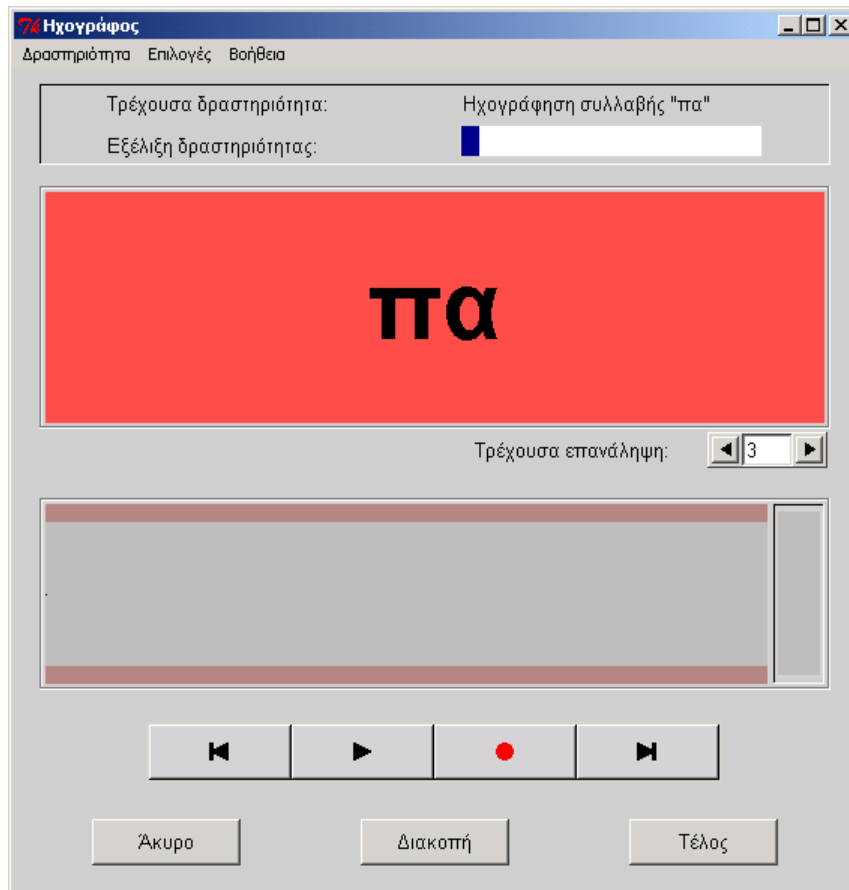 Ηχογράφος
Δραστηριότητα Επιλογές Βοήθεια
Τρέχουσα δραστηριότητα: Ηχογράφηση συλλαβής "πα"
Εξέλιξη δραστηριότητας:
πα
Τρέχουσα επανάληψη: 3
Άκυρο Διακοπή Τέλος